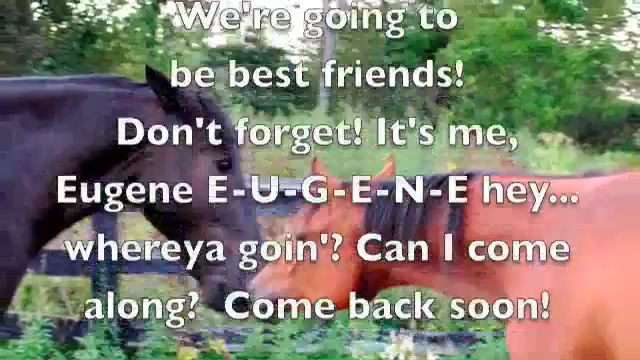 We're going to
be best friends!
Don't forget! It's me,
Eugene E-U-G-E-N-E hey...
whereya goin'? Can I come
along? Come back soon!